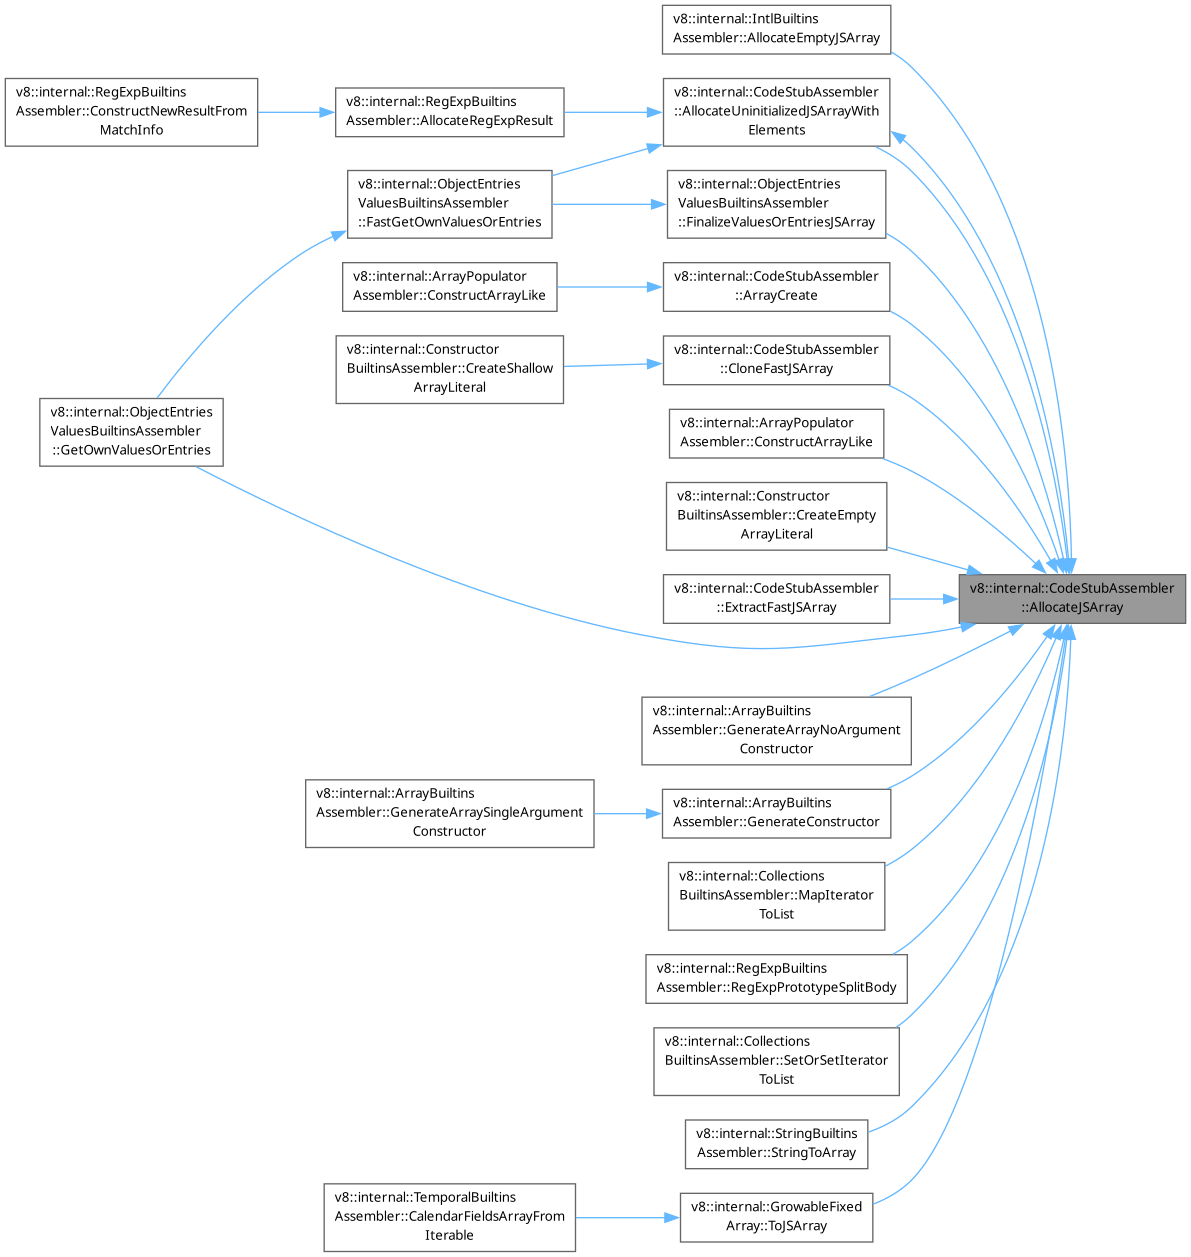 v8::internal::IntlBuiltins
Assembler::AllocateEmptyJSArray
v8::internal::RegExpBuiltins
Assembler::ConstructNewResultFrom
MatchInfo
v8::internal::RegExpBuiltins
Assembler::AllocateRegExpResult
v8::internal::CodeStubAssembler
::AllocateUninitializedJSArrayWith
Elements
v8::internal::ObjectEntries
ValuesBuiltinsAssembler
::FastGetOwnValuesOrEntries
v8::internal::ObjectEntries
ValuesBuiltinsAssembler
::FinalizeValuesOrEntriesJSArray
v8::internal::ArrayPopulator
Assembler::ConstructArrayLike
v8::internal::CodeStubAssembler
::ArrayCreate
v8::internal::Constructor
BuiltinsAssembler::CreateShallow
ArrayLiteral
v8::internal::CodeStubAssembler
::CloneFastJSArray
v8::internal::ObjectEntries
ValuesBuiltinsAssembler
::GetOwnValuesOrEntries
v8::internal::ArrayPopulator
Assembler::ConstructArrayLike
v8::internal::Constructor
BuiltinsAssembler::CreateEmpty
ArrayLiteral
v8::internal::CodeStubAssembler
::ExtractFastJSArray
v8::internal::CodeStubAssembler
::AllocateJSArray
v8::internal::ArrayBuiltins
Assembler::GenerateArrayNoArgument
Constructor
v8::internal::ArrayBuiltins
Assembler::GenerateArraySingleArgument
Constructor
v8::internal::ArrayBuiltins
Assembler::GenerateConstructor
v8::internal::Collections
BuiltinsAssembler::MapIterator
ToList
v8::internal::RegExpBuiltins
Assembler::RegExpPrototypeSplitBody
v8::internal::Collections
BuiltinsAssembler::SetOrSetIterator
ToList
v8::internal::StringBuiltins
Assembler::StringToArray
v8::internal::TemporalBuiltins
Assembler::CalendarFieldsArrayFrom
Iterable
v8::internal::GrowableFixed
Array::ToJSArray